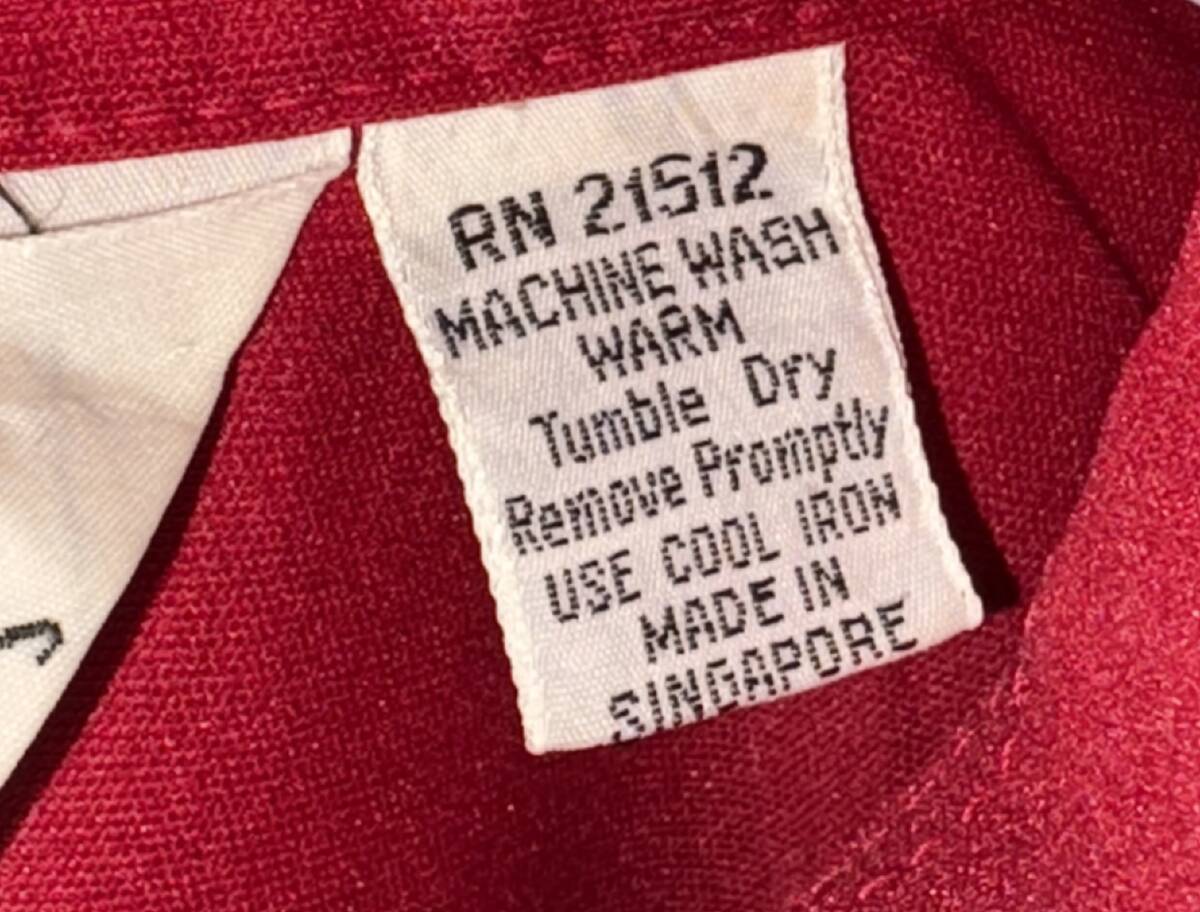 RN 21512
MACHINE WASH
WARM
Tumble Dry
Remove Promptly
USE COOL IRON
MADE IN
SINGAPORE